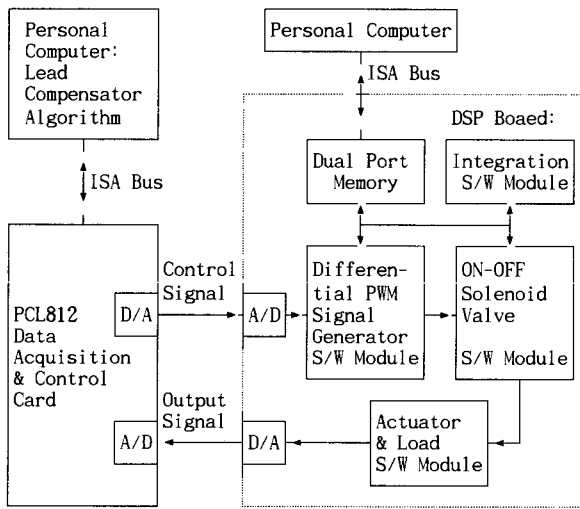 Personal
Computer:
Lead
Compensator
Algorithm
ISA Bus
PCL812
Data
Acquisition
& Control
Card
D/A
A/D
Control
Signal
Output
Signal
Personal Computer
ISA Bus
DSP Boaed:
Dual Port
Memory
Integration
S/W Module
A/D
Differen-
tial PWM
Signal
Generator
S/W Module
ON-OFF
Solenoid
Valve
S/W Module
D/A
Actuator
& Load
S/W Module